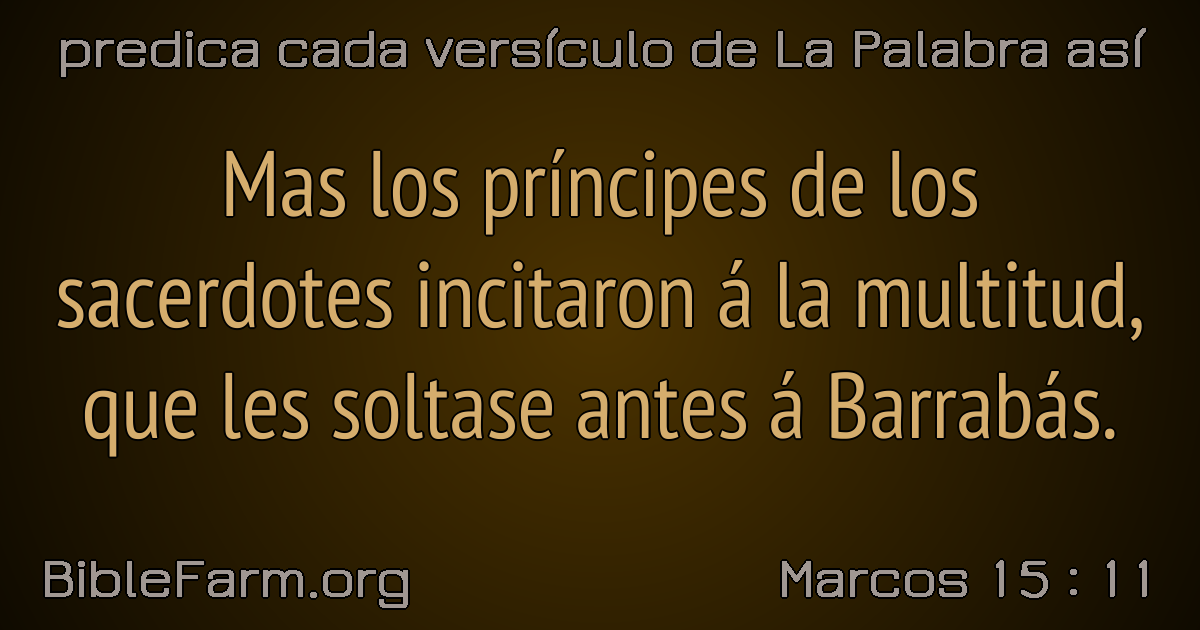 predica cada versículo de La Palabra así
Mas los príncipes de los
sacerdotes incitaron á la multitud,
que les soltase antes á Barrabás.
BibleFarm.org
Marcos 15 : 11